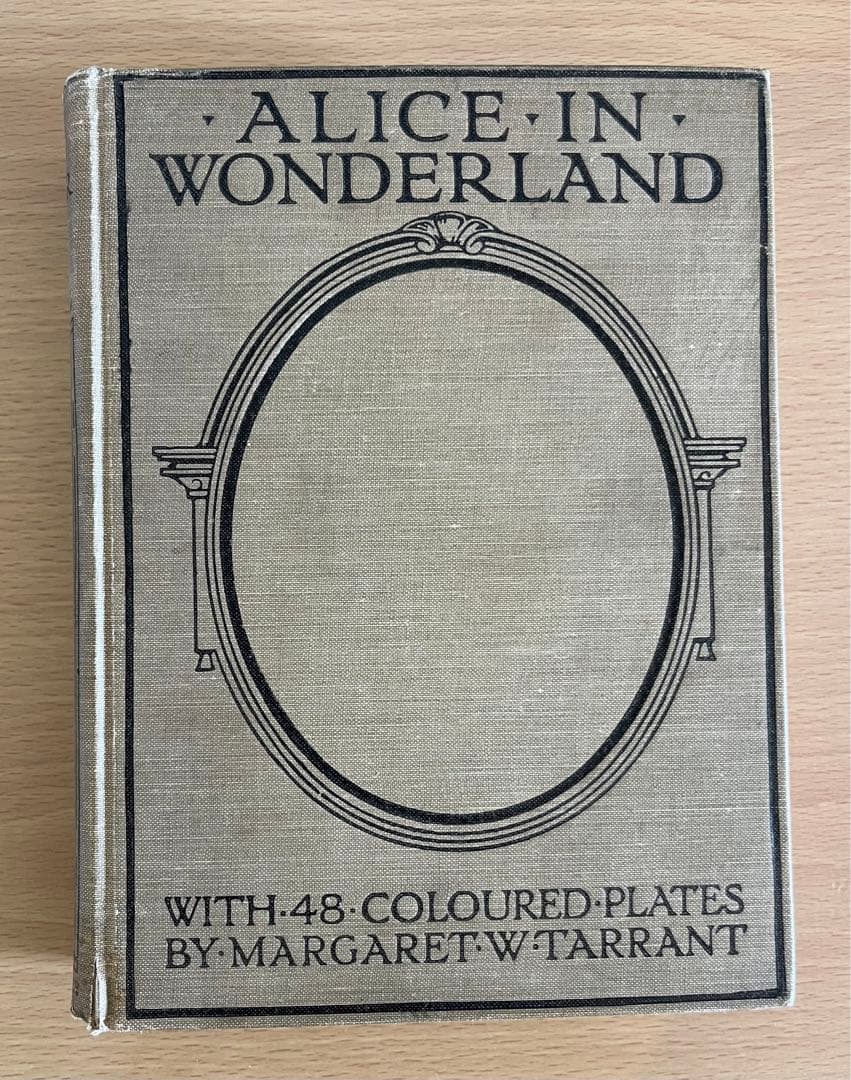 · ALICE · IN ·
WONDERLAND
WITH · 48 · COLOURED · PLATES
BY · MARGARET · W · TARRANT